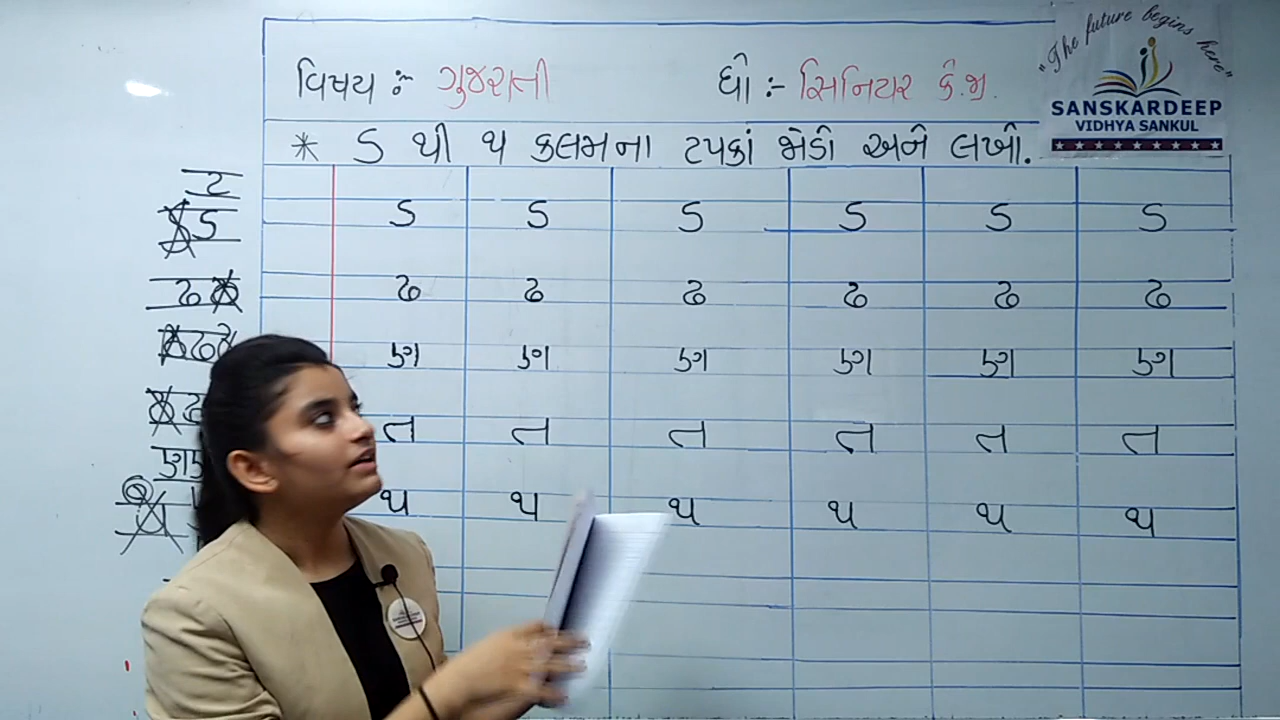 "The future begins here"
SANSKARDEEP
VIDHYA SANKUL
વિષય :- ગુજરાતી ધો :- સિનિયર કે.જી.
* ડ થી થ કલમના ટપકાં જોડો અને લખો.
ટ
ડ ડ ડ ડ ડ ડ ડ
ઢ ઢ ઢ ઢ ઢ ઢ ઢ
ણ ણ ણ ણ ણ ણ
ત ત ત ત ત ત
થ થ થ થ થ થ